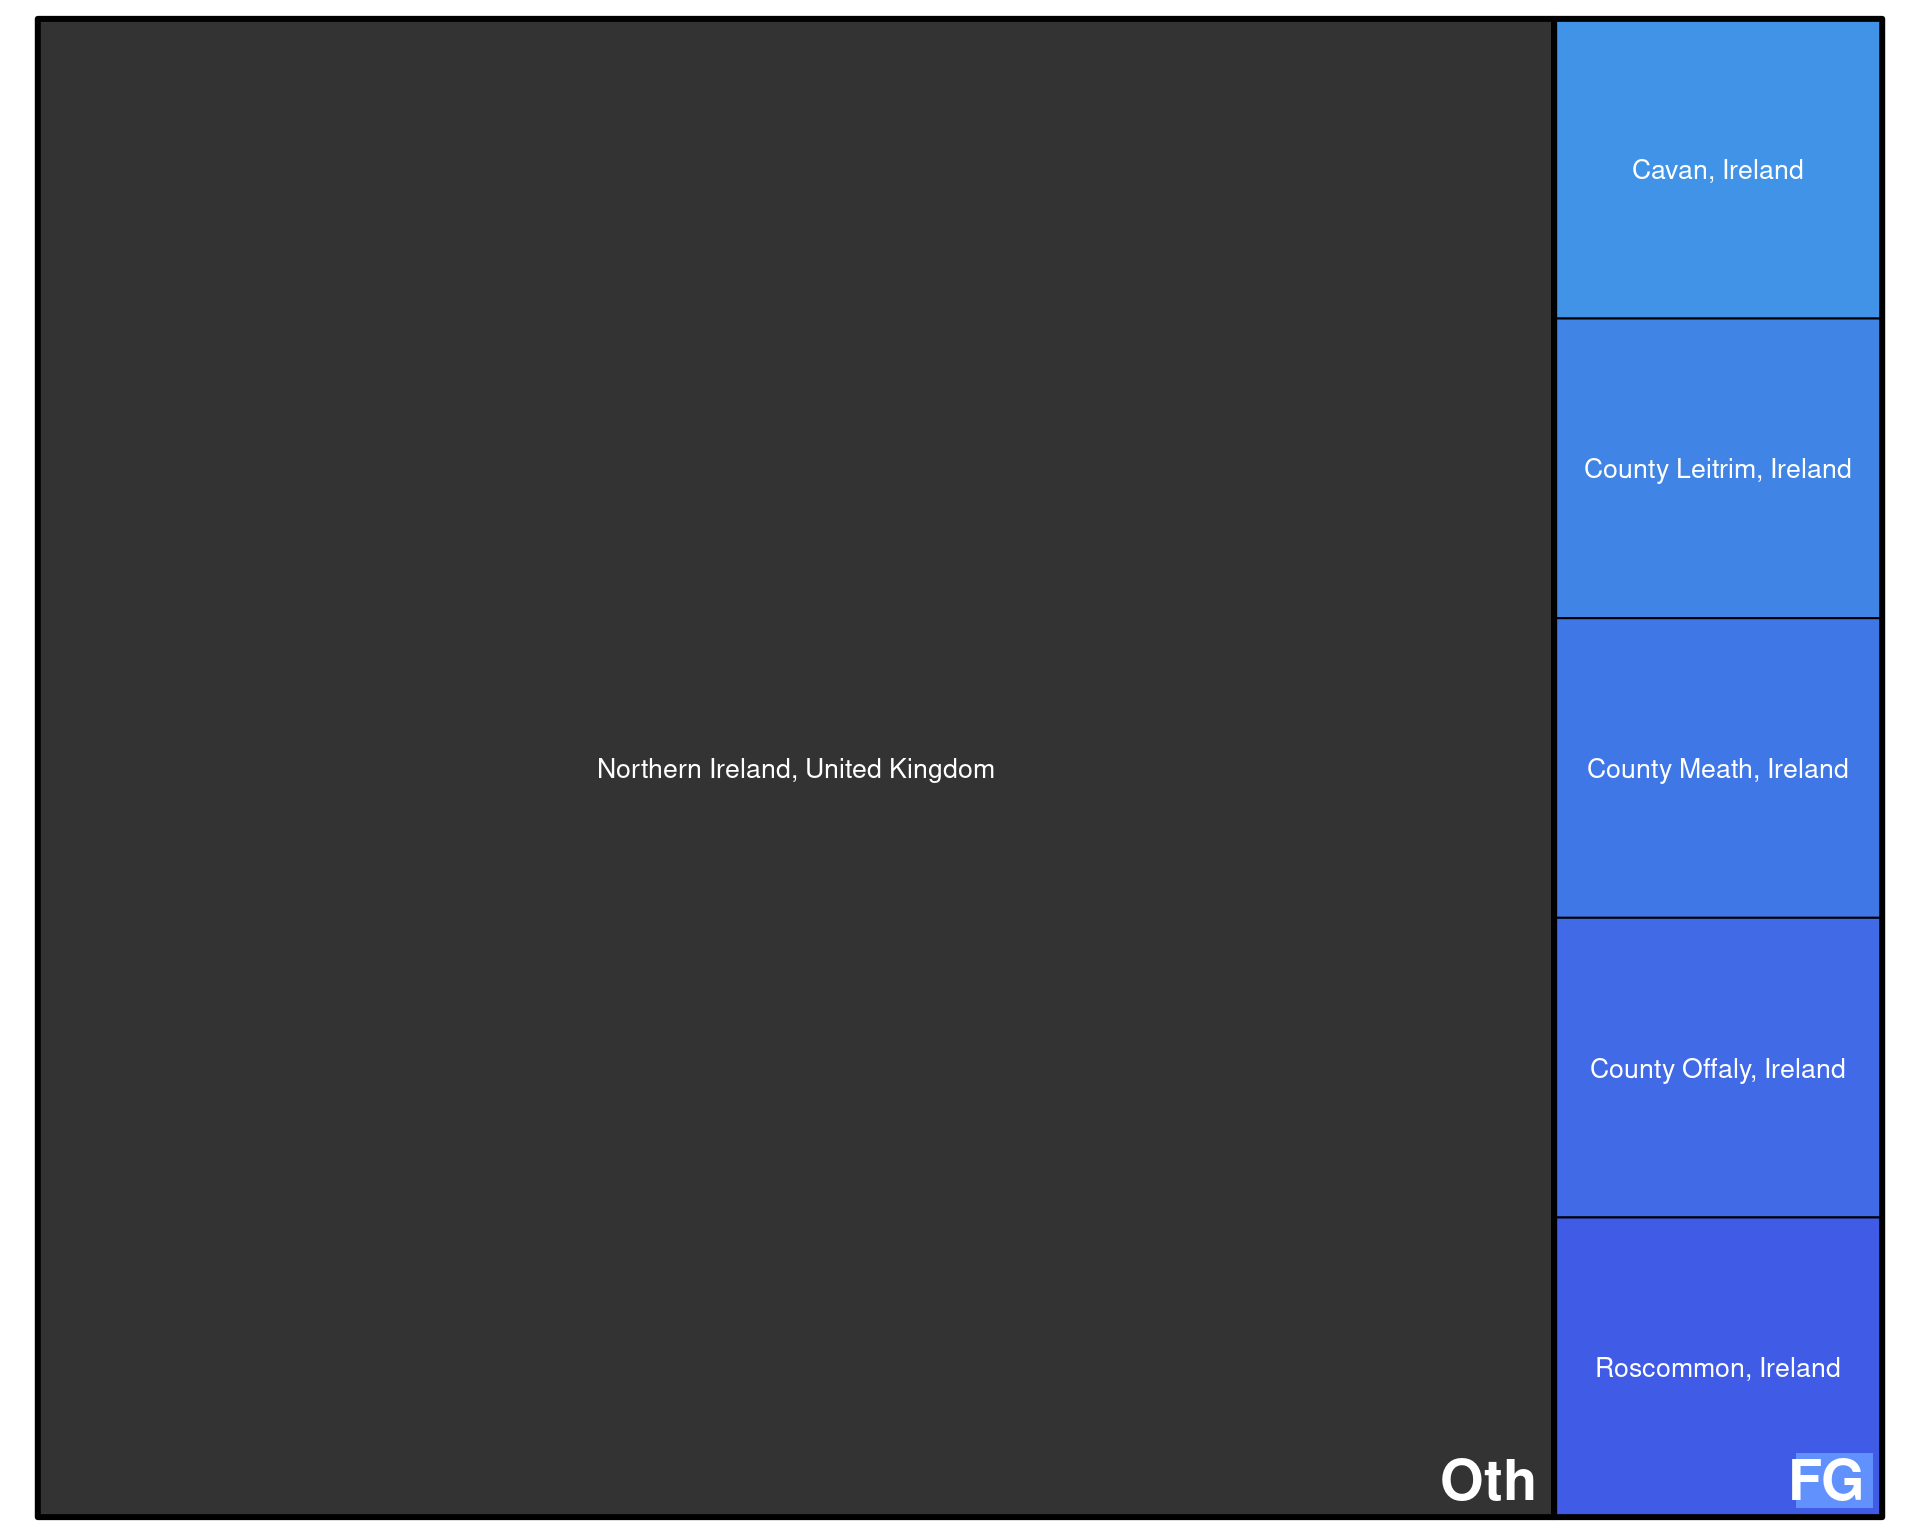 Cavan, Ireland
County Leitrim, Ireland
Northern Ireland, United Kingdom
County Meath, Ireland
County Offaly, Ireland
Roscommon, Ireland
Oth
FG